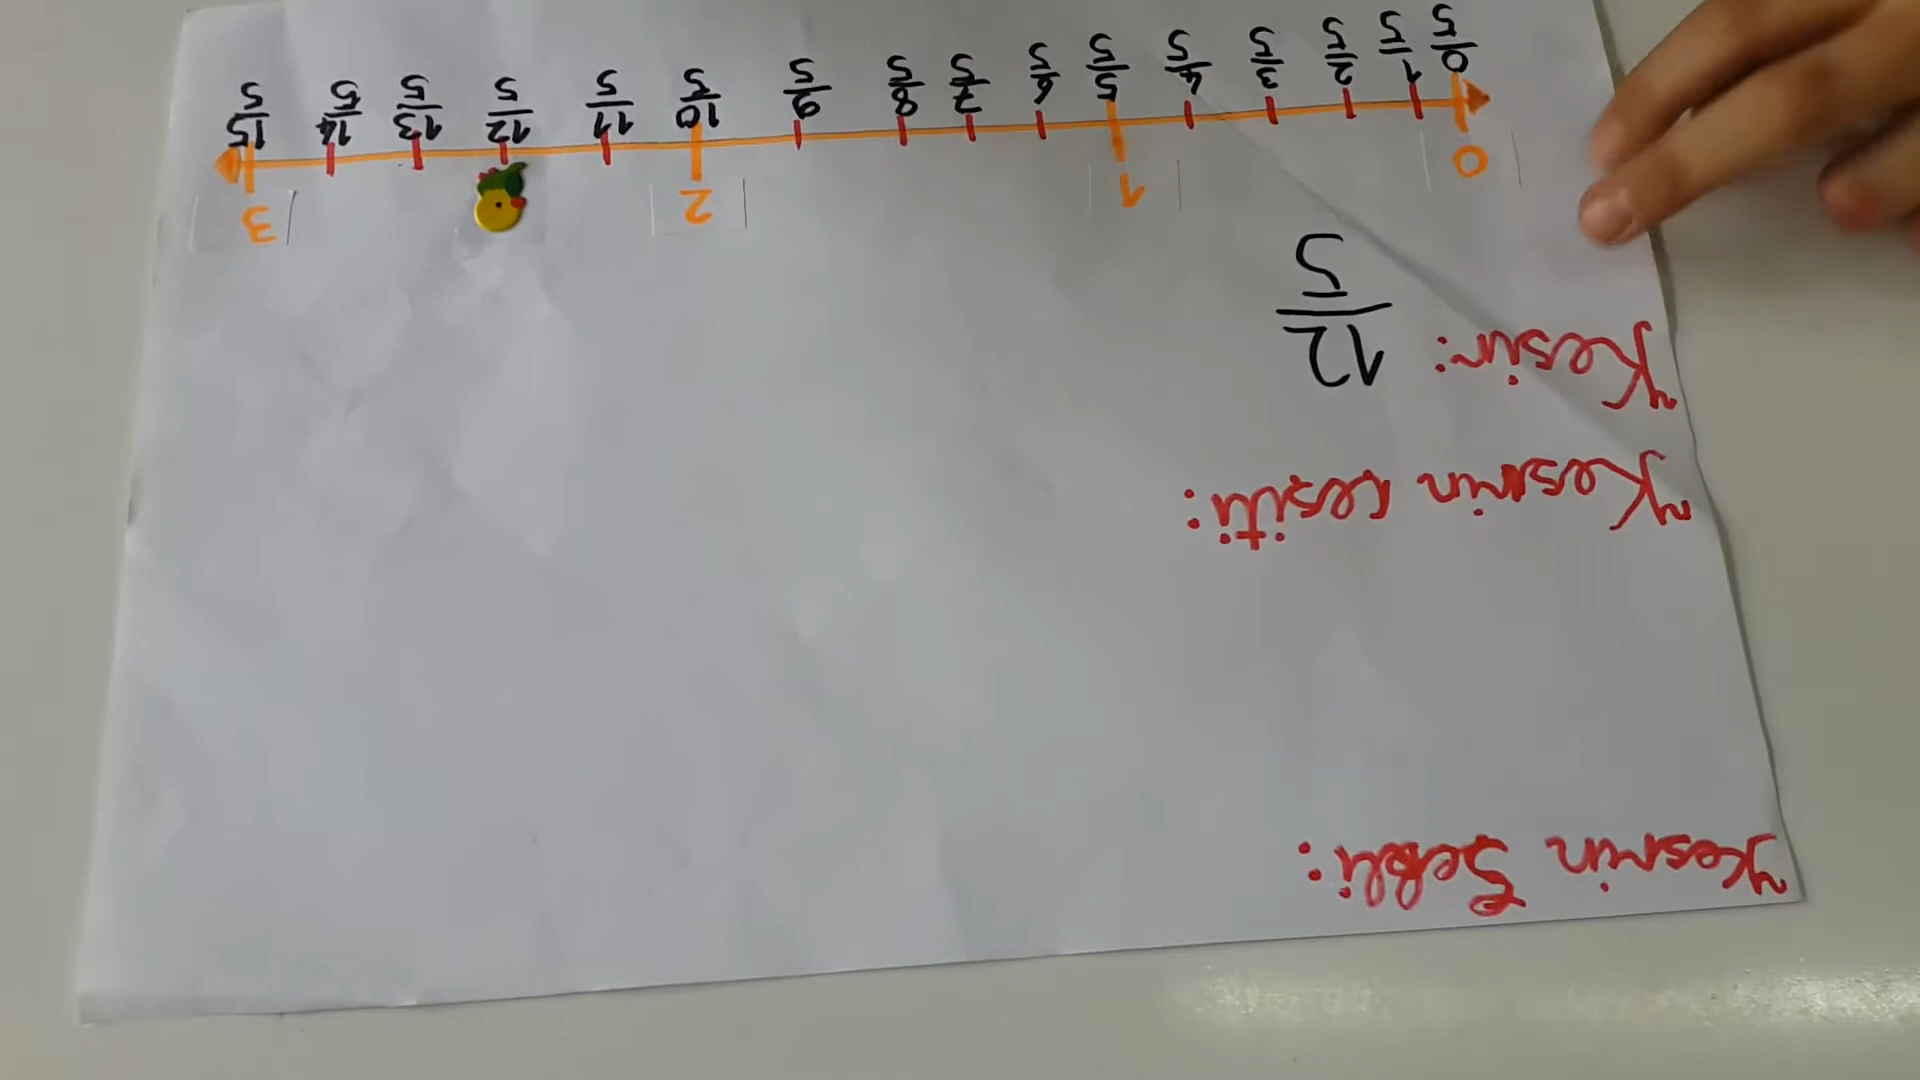 Kesrin Şekli:
Kesrin çeşiti:
Kesir: 12/5
0 1 2 3
0/5 1/5 2/5 3/5 4/5 5/5 6/5 7/5 8/5 9/5 10/5 11/5 12/5 13/5 14/5 15/5